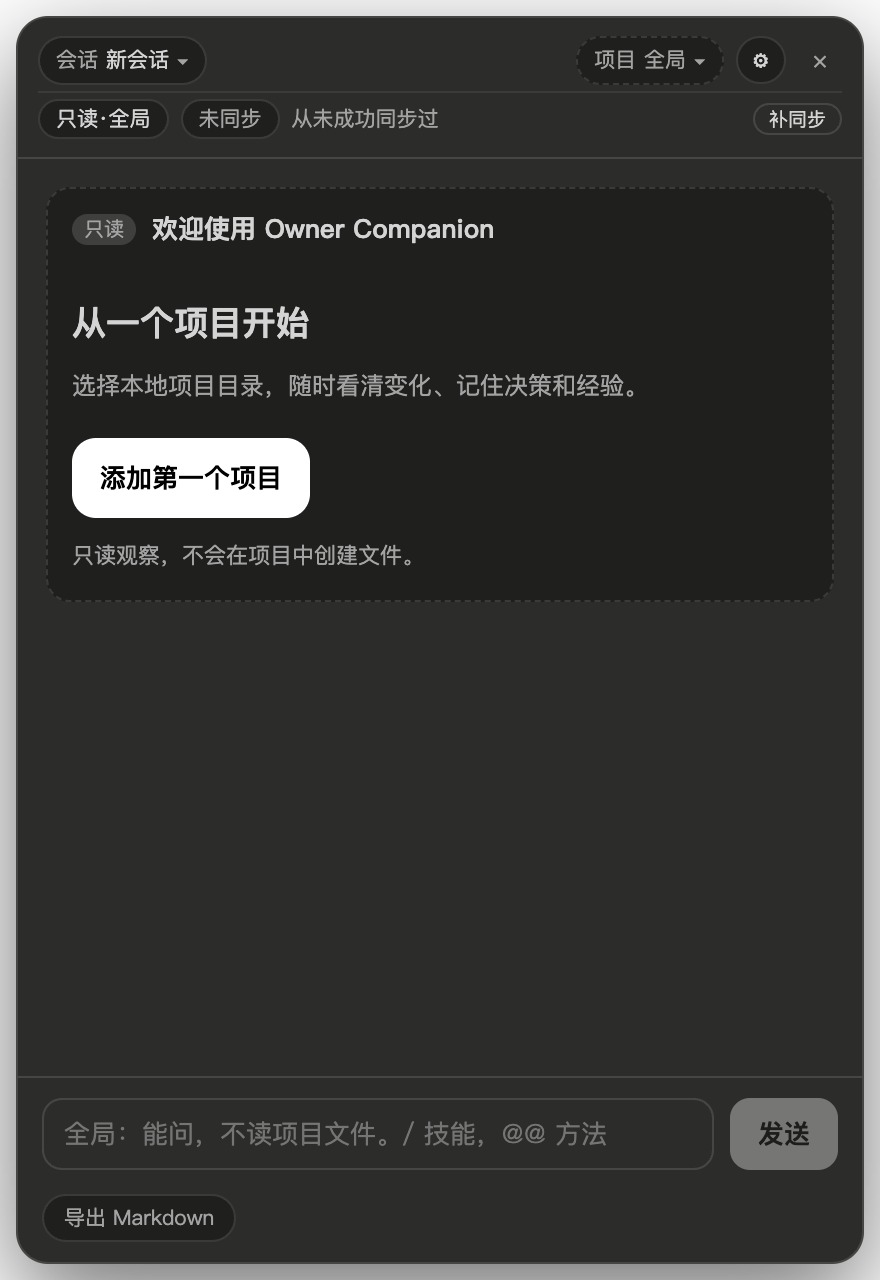 会话 新会话 项目 全局
只读·全局 未同步 从未成功同步过 补同步
只读 欢迎使用 Owner Companion
从一个项目开始
选择本地项目目录，随时看清变化、记住决策和经验。
添加第一个项目
只读观察，不会在项目中创建文件。
全局：能问，不读项目文件。/ 技能，@@ 方法 发送
导出 Markdown